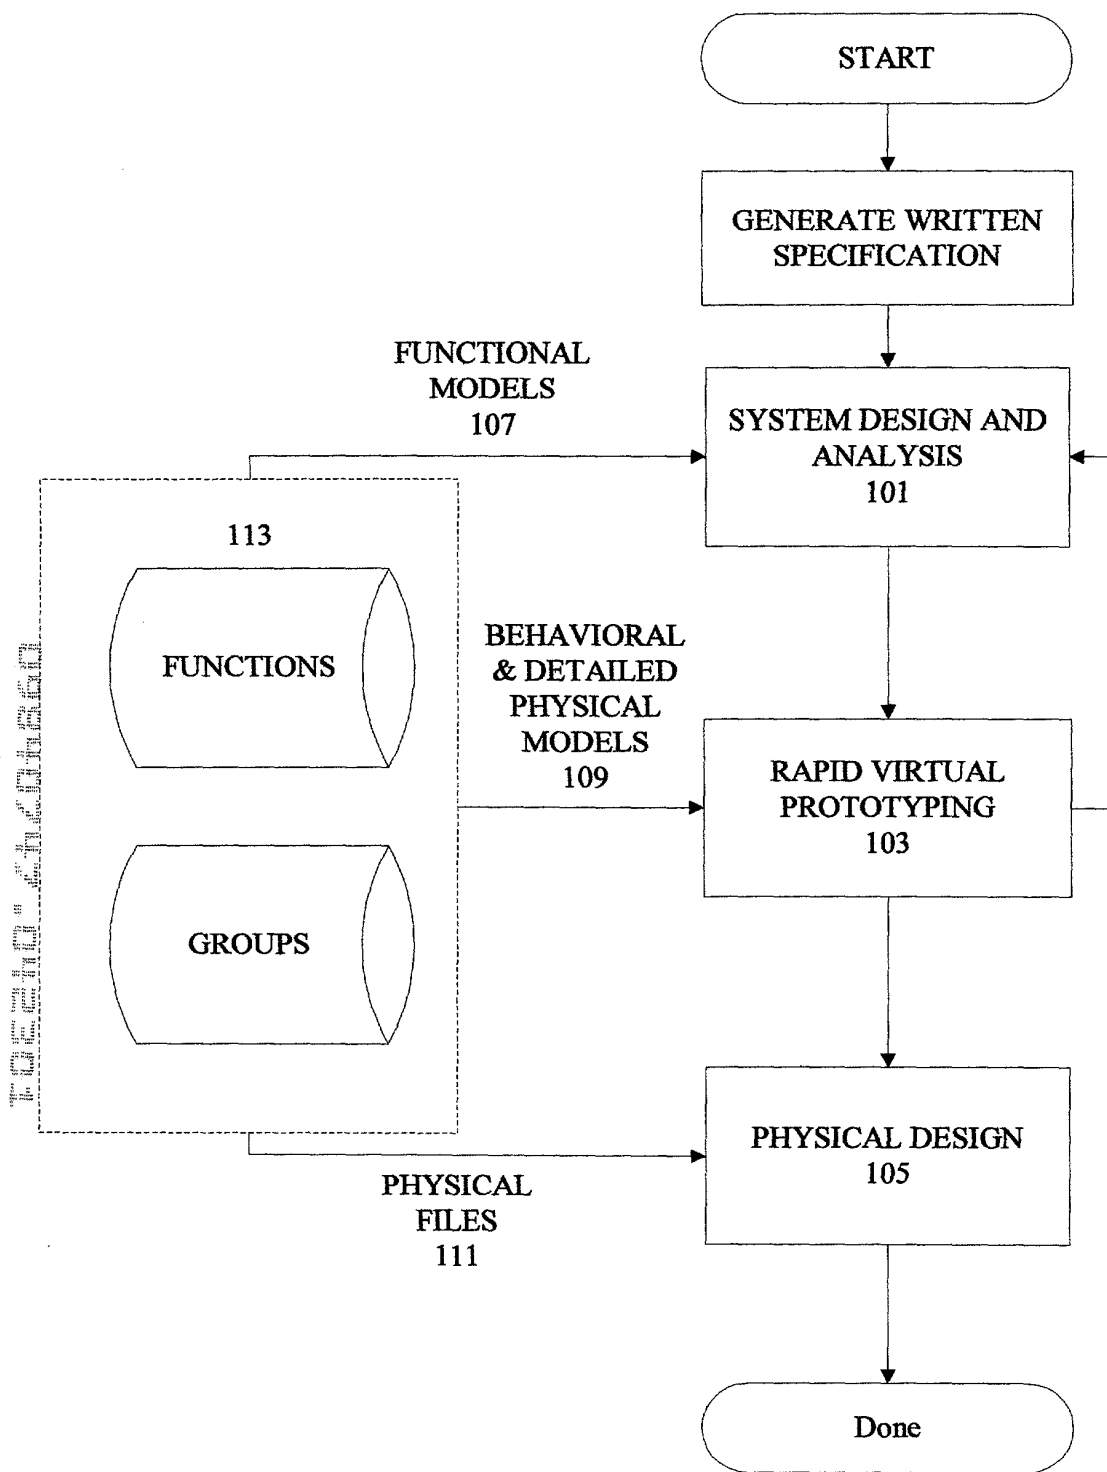 START
GENERATE WRITTEN
SPECIFICATION
FUNCTIONAL
MODELS
107
SYSTEM DESIGN AND
ANALYSIS
101
113
FUNCTIONS
BEHAVIORAL
& DETAILED
PHYSICAL
MODELS
109
RAPID VIRTUAL
PROTOTYPING
103
GROUPS
PHYSICAL DESIGN
105
PHYSICAL
FILES
111
Done